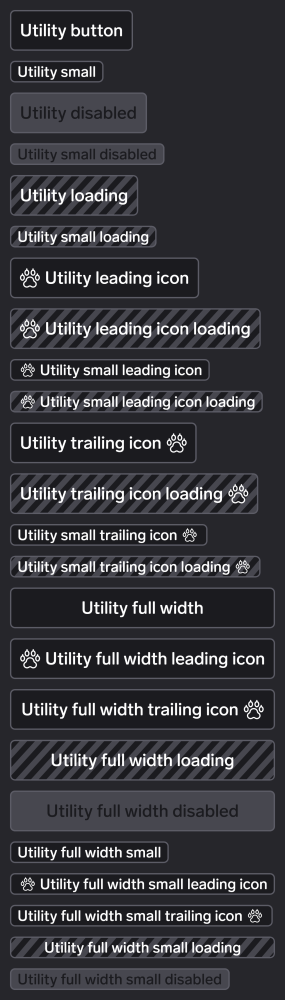 Utility button
Utility small
Utility disabled
Utility small disabled
Utility loading
Utility small loading
Utility leading icon
Utility leading icon loading
Utility small leading icon
Utility small leading icon loading
Utility trailing icon
Utility trailing icon loading
Utility small trailing icon
Utility small trailing icon loading
Utility full width
Utility full width leading icon
Utility full width trailing icon
Utility full width loading
Utility full width disabled
Utility full width small
Utility full width small leading icon
Utility full width small trailing icon
Utility full width small loading
Utility full width small disabled